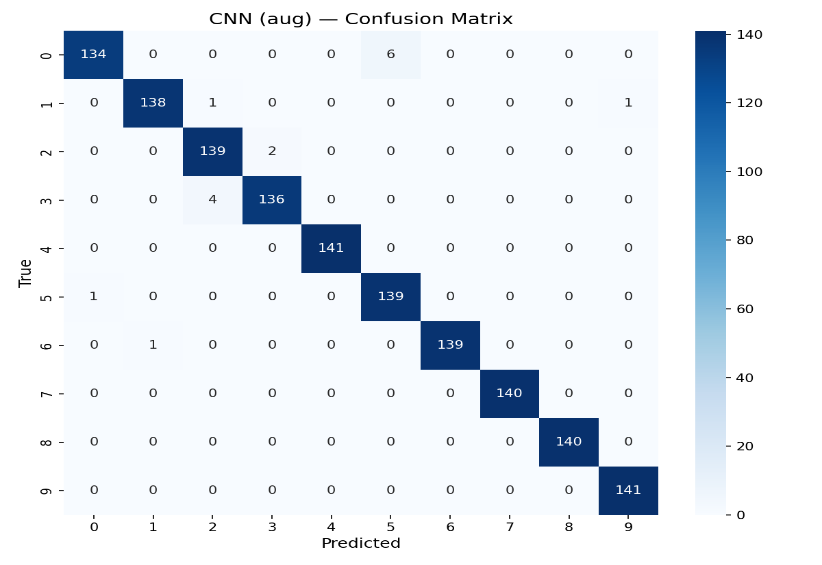 CNN (aug) — Confusion Matrix
0 134 0 0 0 0 6 0 0 0 0
1 0 138 1 0 0 0 0 0 0 1
2 0 0 139 2 0 0 0 0 0 0
3 0 0 4 136 0 0 0 0 0 0
4 0 0 0 0 141 0 0 0 0 0
5 1 0 0 0 0 139 0 0 0 0
6 0 1 0 0 0 0 139 0 0 0
7 0 0 0 0 0 0 0 140 0 0
8 0 0 0 0 0 0 0 0 140 0
9 0 0 0 0 0 0 0 0 0 141
0 1 2 3 4 5 6 7 8 9
Predicted
True
140
120
100
80
60
40
20
0